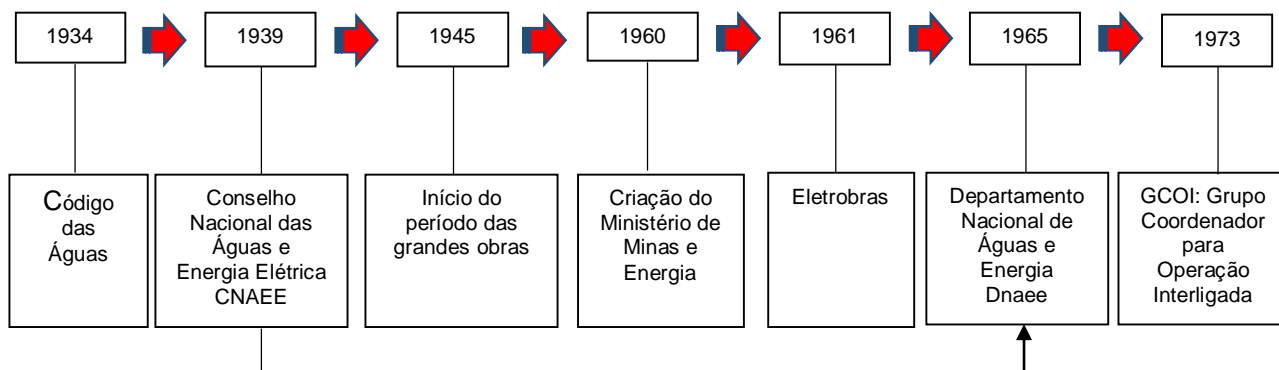 1934
1939
1945
1960
1961
1965
1973
Código
das
Águas
Conselho
Nacional das
Águas e
Energia Elétrica
CNAEE
Início do
período das
grandes obras
Criação do
Ministério de
Minas e
Energia
Eletrobras
Departamento
Nacional de
Águas e
Energia
Dnaee
GCOI: Grupo
Coordenador
para
Operação
Interligada